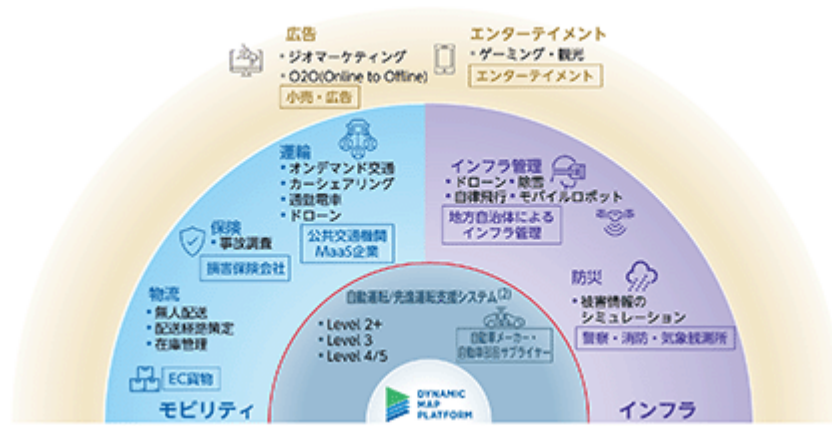 広告
・ジオマーケティング
・O2O(Online to Offline)
小売・広告
エンターテイメント
・ゲーミング・観光
エンターテイメント
運輸
・オンデマンド交通
・カーシェアリング
・通勤電車
・ドローン
公共交通機関
MaaS企業
保険
・事故調査
損害保険会社
物流
・無人配送
・配送経路策定
・在庫管理
EC貨物
モビリティ
インフラ管理
・ドローン・除雪
・自律飛行・モバイルロボット
地方自治体による
インフラ管理
防災
・被害情報の
シミュレーション
警察・消防・気象観測所
インフラ
自動運転/先進運転支援システム(2)
・Level 2+
・Level 3
・Level 4/5
自動車メーカー・
自動車部品サプライヤー
DYNAMIC
MAP
PLATFORM